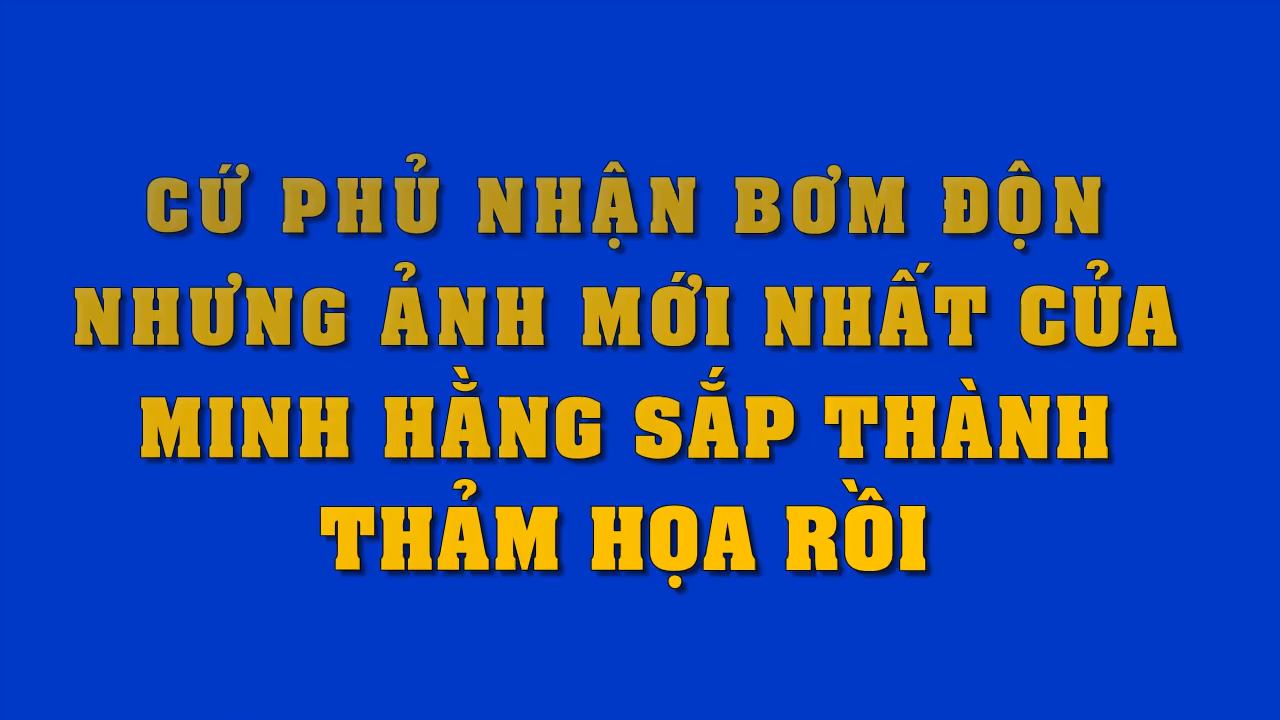 CỨ PHỦ NHẬN BƠM ĐỘN
NHƯNG ẢNH MỚI NHẤT CỦA
MINH HẰNG SẮP THÀNH
THẢM HỌA RỒI